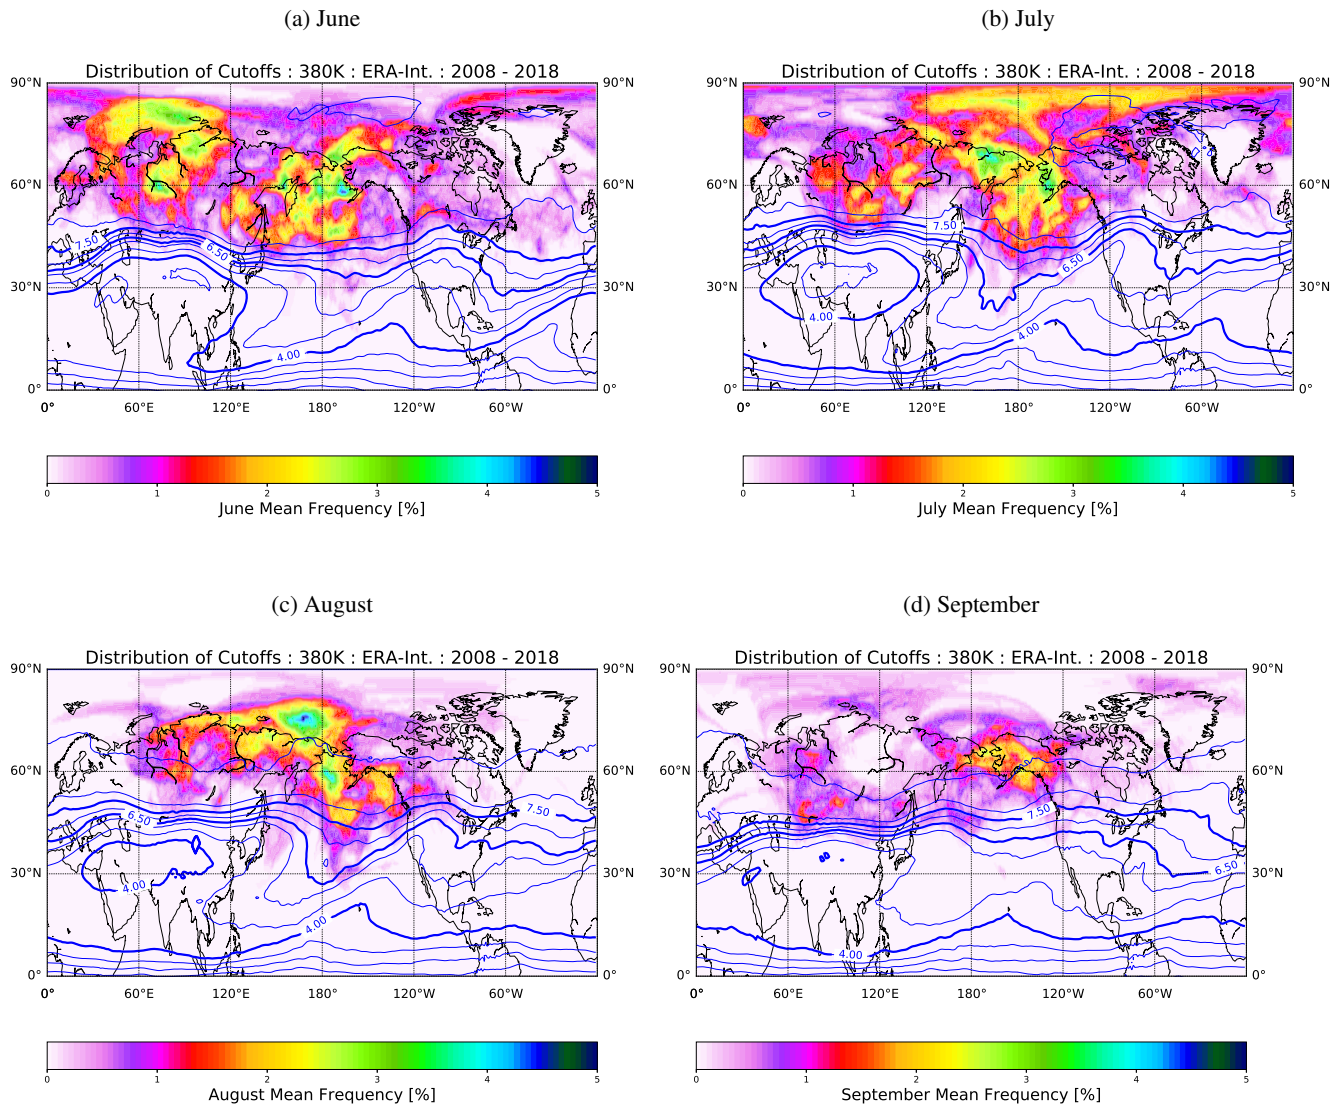 (a) June
(b) July
Distribution of Cutoffs : 380K : ERA-Int. : 2008 - 2018
Distribution of Cutoffs : 380K : ERA-Int. : 2008 - 2018
90°N 90°N 90°N 90°N
60°N 60°N 60°N 60°N
7.50 6.50 7.50 6.50
30°N 30°N 30°N 30°N
4.00 4.00 4.00
0° 0° 0° 0°
0° 60°E 120°E 180° 120°W 60°W
0° 60°E 120°E 180° 120°W 60°W
0 1 2 3 4 5
0 1 2 3 4 5
June Mean Frequency [%]
July Mean Frequency [%]
(c) August
(d) September
Distribution of Cutoffs : 380K : ERA-Int. : 2008 - 2018
Distribution of Cutoffs : 380K : ERA-Int. : 2008 - 2018
90°N 90°N 90°N 90°N
60°N 60°N 60°N 60°N
6.50 7.50 7.50
30°N 30°N 30°N 6.50 30°N
4.00 4.00 4.00
0° 0° 0° 0°
0° 60°E 120°E 180° 120°W 60°W
0° 60°E 120°E 180° 120°W 60°W
0 1 2 3 4 5
0 1 2 3 4 5
August Mean Frequency [%]
September Mean Frequency [%]